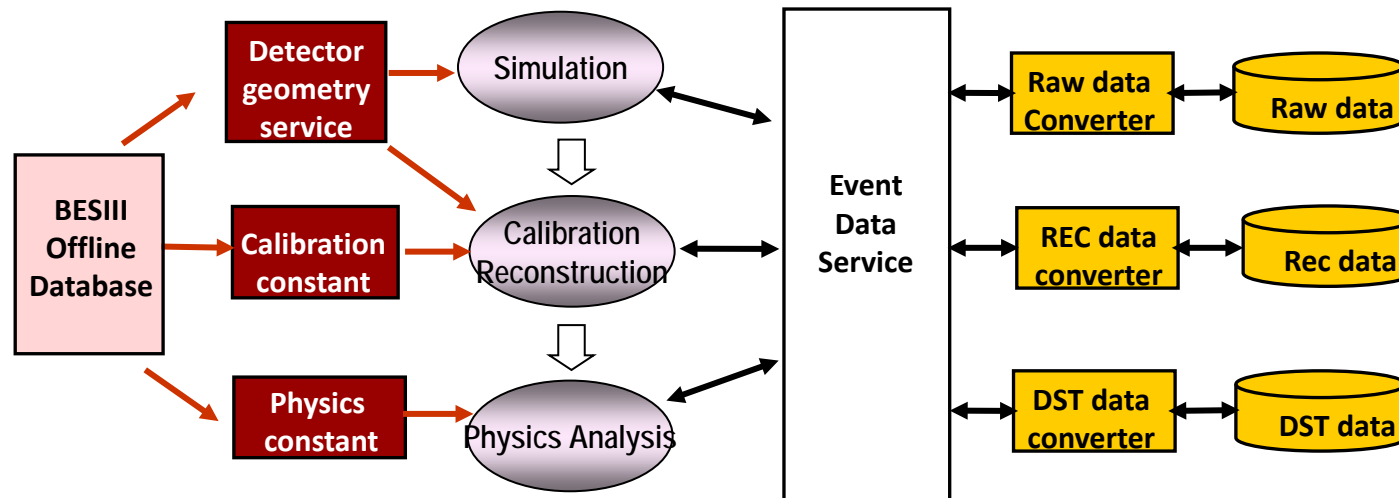 Detector
geometry
service
Simulation
Raw data
Converter
Raw data
BESIII
Offline
Database
Calibration
constant
Calibration
Reconstruction
Event
Data
Service
REC data
converter
Rec data
Physics
constant
Physics Analysis
DST data
converter
DST data